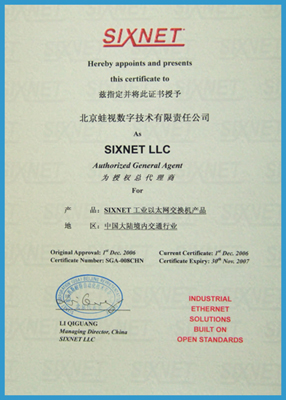 SIXNET®
Hereby appoints and presents
this certificate to
兹指定并将此证书授予
北京蛙视数字技术有限责任公司
As
SIXNET LLC
Authorized General Agent
为授权总代理商
For
产 品： SIXNET 工业以太网交换机产品
地 区： 中国大陆境内交通行业
Original Approval: 1st Dec. 2006 Current Certificate: 1st Dec. 2006
Certificate Number: SGA-008CHN Certificate Expiry: 30th Nov. 2007
LI QIGUANG
Managing Director, China
SIXNET LLC
INDUSTRIAL
ETHERNET
SOLUTIONS
BUILT ON
OPEN STANDARDS